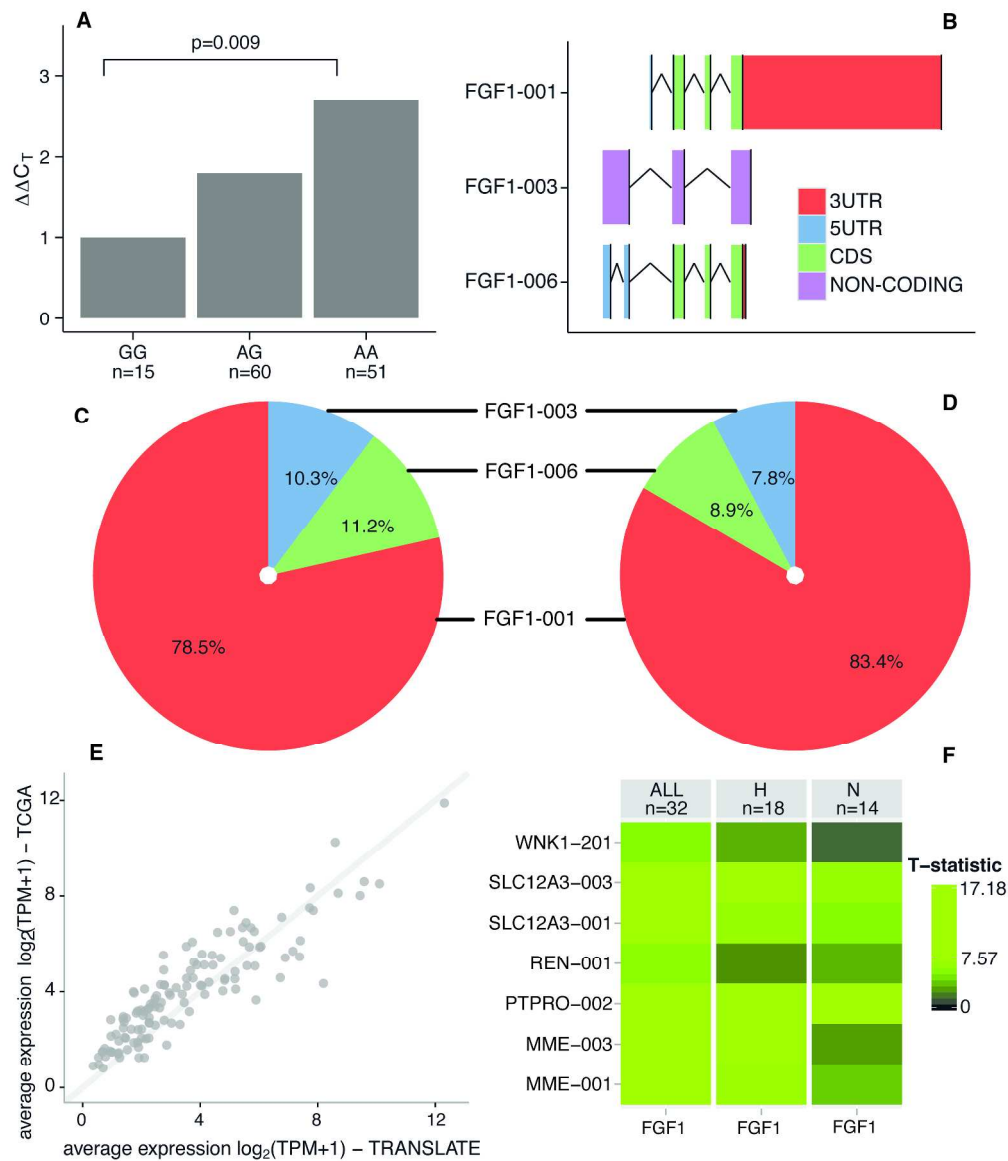 A
p=0.009
3
2
1
0
ΔΔC_T
GG
n=15
AG
n=60
AA
n=51
B
FGF1-001
FGF1-003
FGF1-006
3UTR
5UTR
CDS
NON-CODING
C
D
FGF1-003
FGF1-006
FGF1-001
10.3%
11.2%
78.5%
7.8%
8.9%
83.4%
E
average expression log₂(TPM+1) − TCGA
12
8
4
0
0
4
8
12
average expression log₂(TPM+1) − TRANSLATE
F
ALL
n=32
H
n=18
N
n=14
WNK1−201
SLC12A3−003
SLC12A3−001
REN−001
PTPRO−002
MME−003
MME−001
FGF1
FGF1
FGF1
T−statistic
17.18
7.57
0